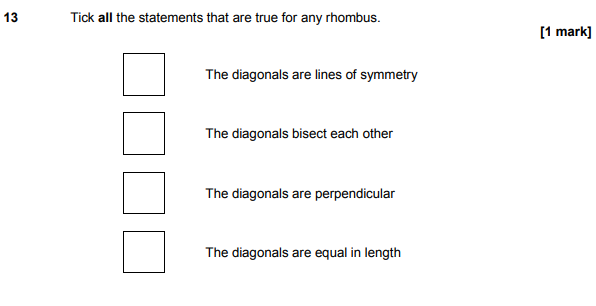 13 Tick all the statements that are true for any rhombus.
[1 mark]
The diagonals are lines of symmetry
The diagonals bisect each other
The diagonals are perpendicular
The diagonals are equal in length